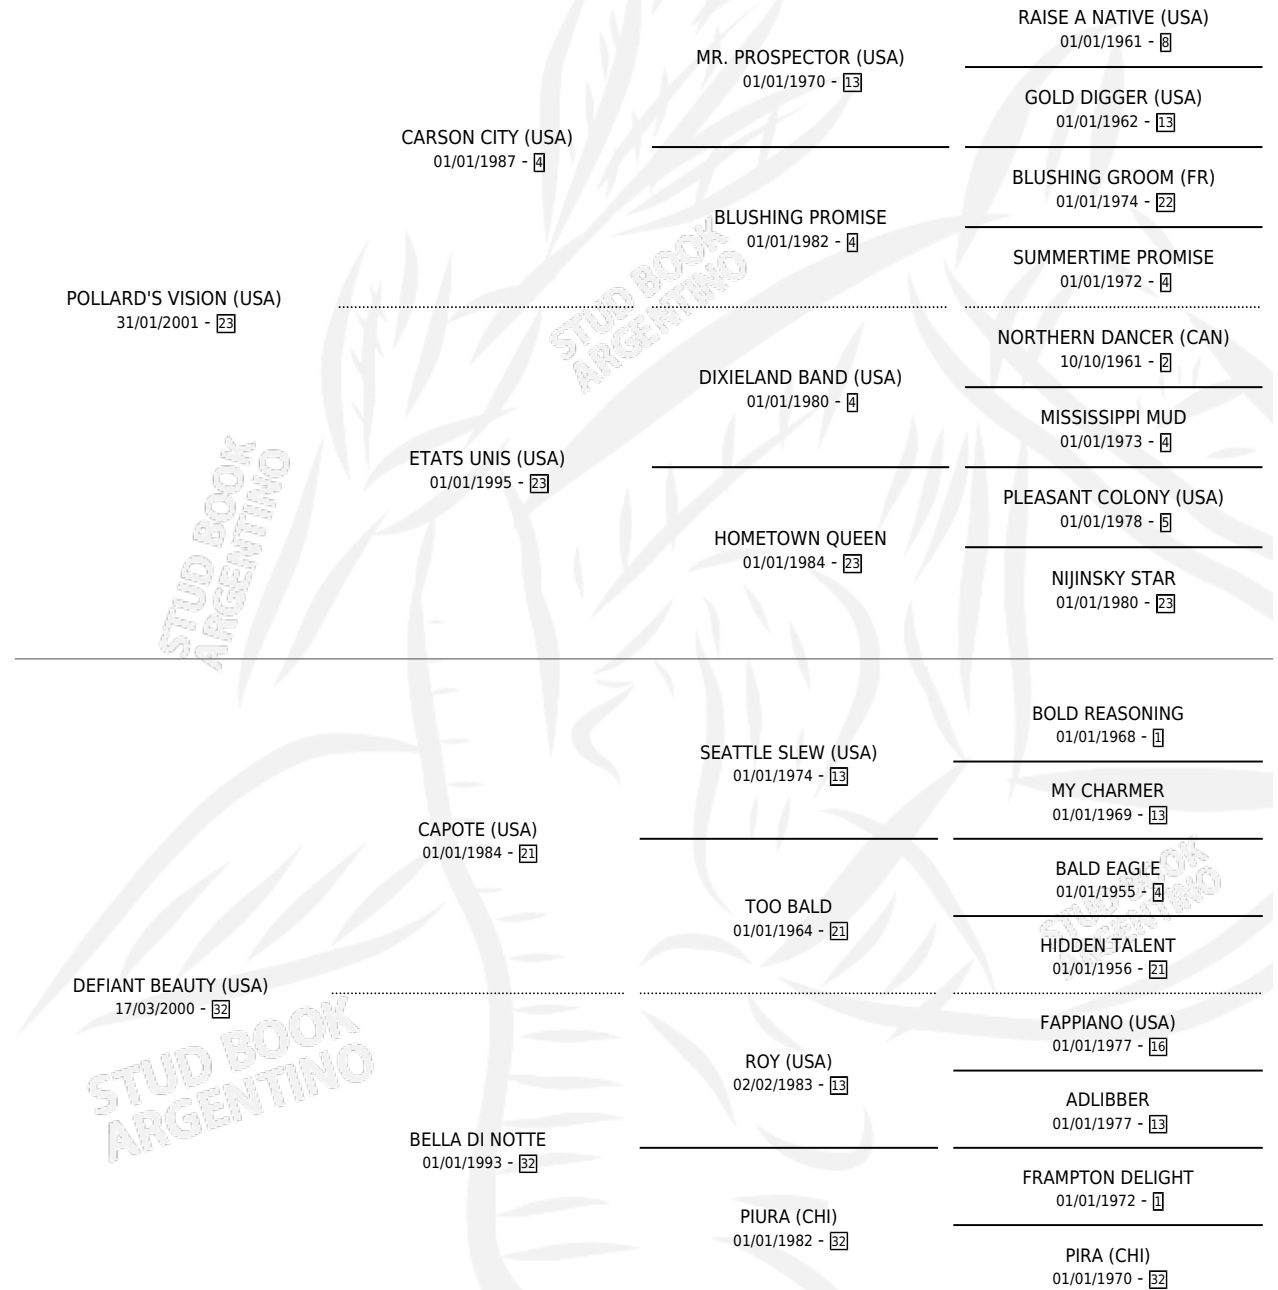 RAISE A NATIVE (USA)
01/01/1961 - 8
MR. PROSPECTOR (USA)
01/01/1970 - 13
GOLD DIGGER (USA)
01/01/1962 - 13
CARSON CITY (USA)
01/01/1987 - 4
BLUSHING GROOM (FR)
01/01/1974 - 22
BLUSHING PROMISE
01/01/1982 - 4
SUMMERTIME PROMISE
01/01/1972 - 4
POLLARD'S VISION (USA)
31/01/2001 - 23
STUD BOOK
ARGENTINO
NORTHERN DANCER (CAN)
10/10/1961 - 2
DIXIELAND BAND (USA)
01/01/1980 - 4
MISSISSIPPI MUD
01/01/1973 - 4
ETATS UNIS (USA)
01/01/1995 - 23
PLEASANT COLONY (USA)
01/01/1978 - 5
HOMETOWN QUEEN
01/01/1984 - 23
NIJINSKY STAR
01/01/1980 - 23
STUD BOOK
ARGENTINO
BOLD REASONING
01/01/1968 - 1
SEATTLE SLEW (USA)
01/01/1974 - 13
MY CHARMER
01/01/1969 - 13
CAPOTE (USA)
01/01/1984 - 21
BALD EAGLE
01/01/1955 - 4
TOO BALD
01/01/1964 - 21
STUD BOOK
ARGENTINO
HIDDEN TALENT
01/01/1956 - 21
DEFIANT BEAUTY (USA)
17/03/2000 - 32
STUD BOOK
ARGENTINO
FAPPIANO (USA)
01/01/1977 - 16
ROY (USA)
02/02/1983 - 13
ADLIBBER
01/01/1977 - 13
BELLA DI NOTTE
01/01/1993 - 32
FRAMPTON DELIGHT
01/01/1972 - 1
PIURA (CHI)
01/01/1982 - 32
PIRA (CHI)
01/01/1970 - 32